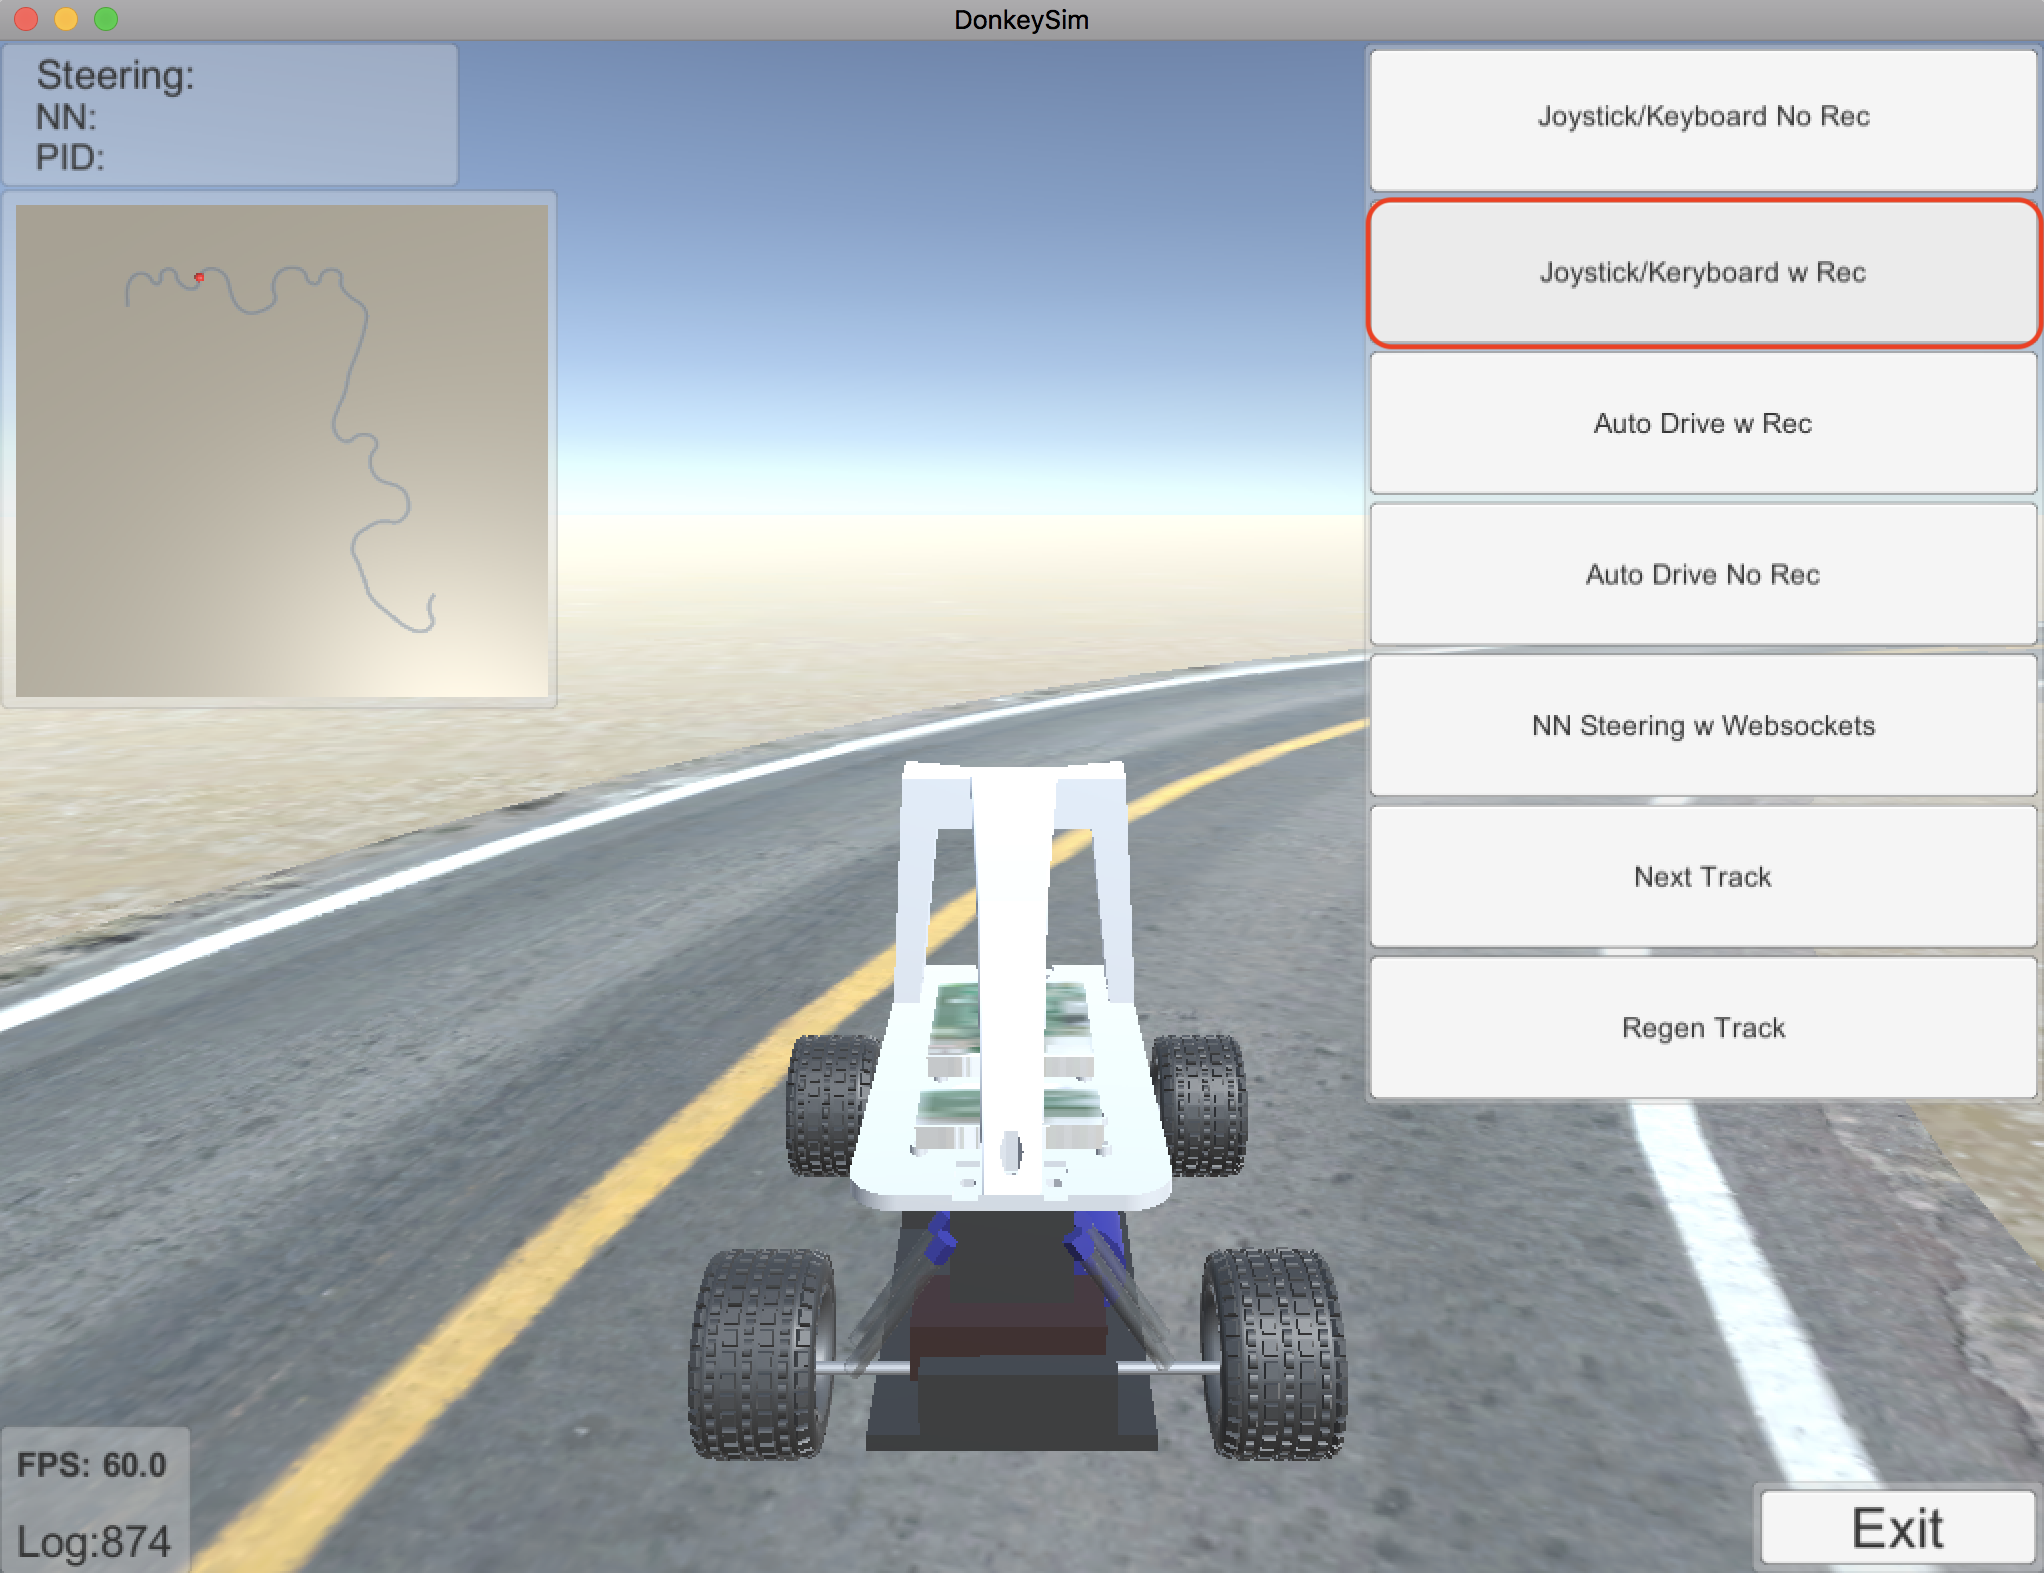 DonkeySim
Steering:
NN:
PID:
Joystick/Keyboard No Rec
Joystick/Keryboard w Rec
Auto Drive w Rec
Auto Drive No Rec
NN Steering w Websockets
Next Track
Regen Track
FPS: 60.0
Log:874
Exit